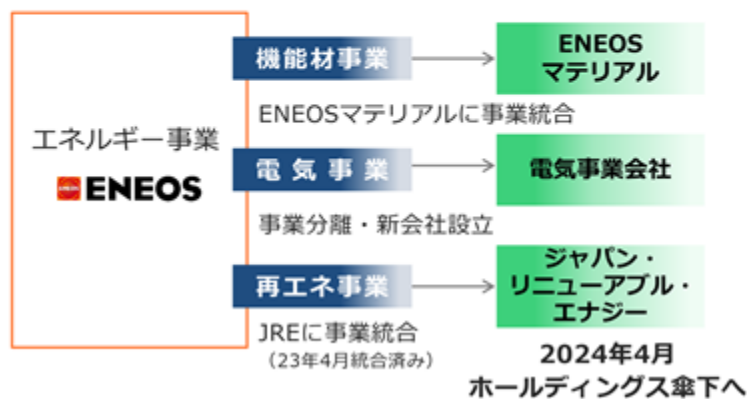 エネルギー事業
ENEOS
機能材事業
ENEOS
マテリアル
ENEOSマテリアルに事業統合
電気事業
電気事業会社
事業分離・新会社設立
再エネ事業
ジャパン・
リニューアブル・
エナジー
JREに事業統合
(23年4月統合済み)
2024年4月
ホールディングス傘下へ